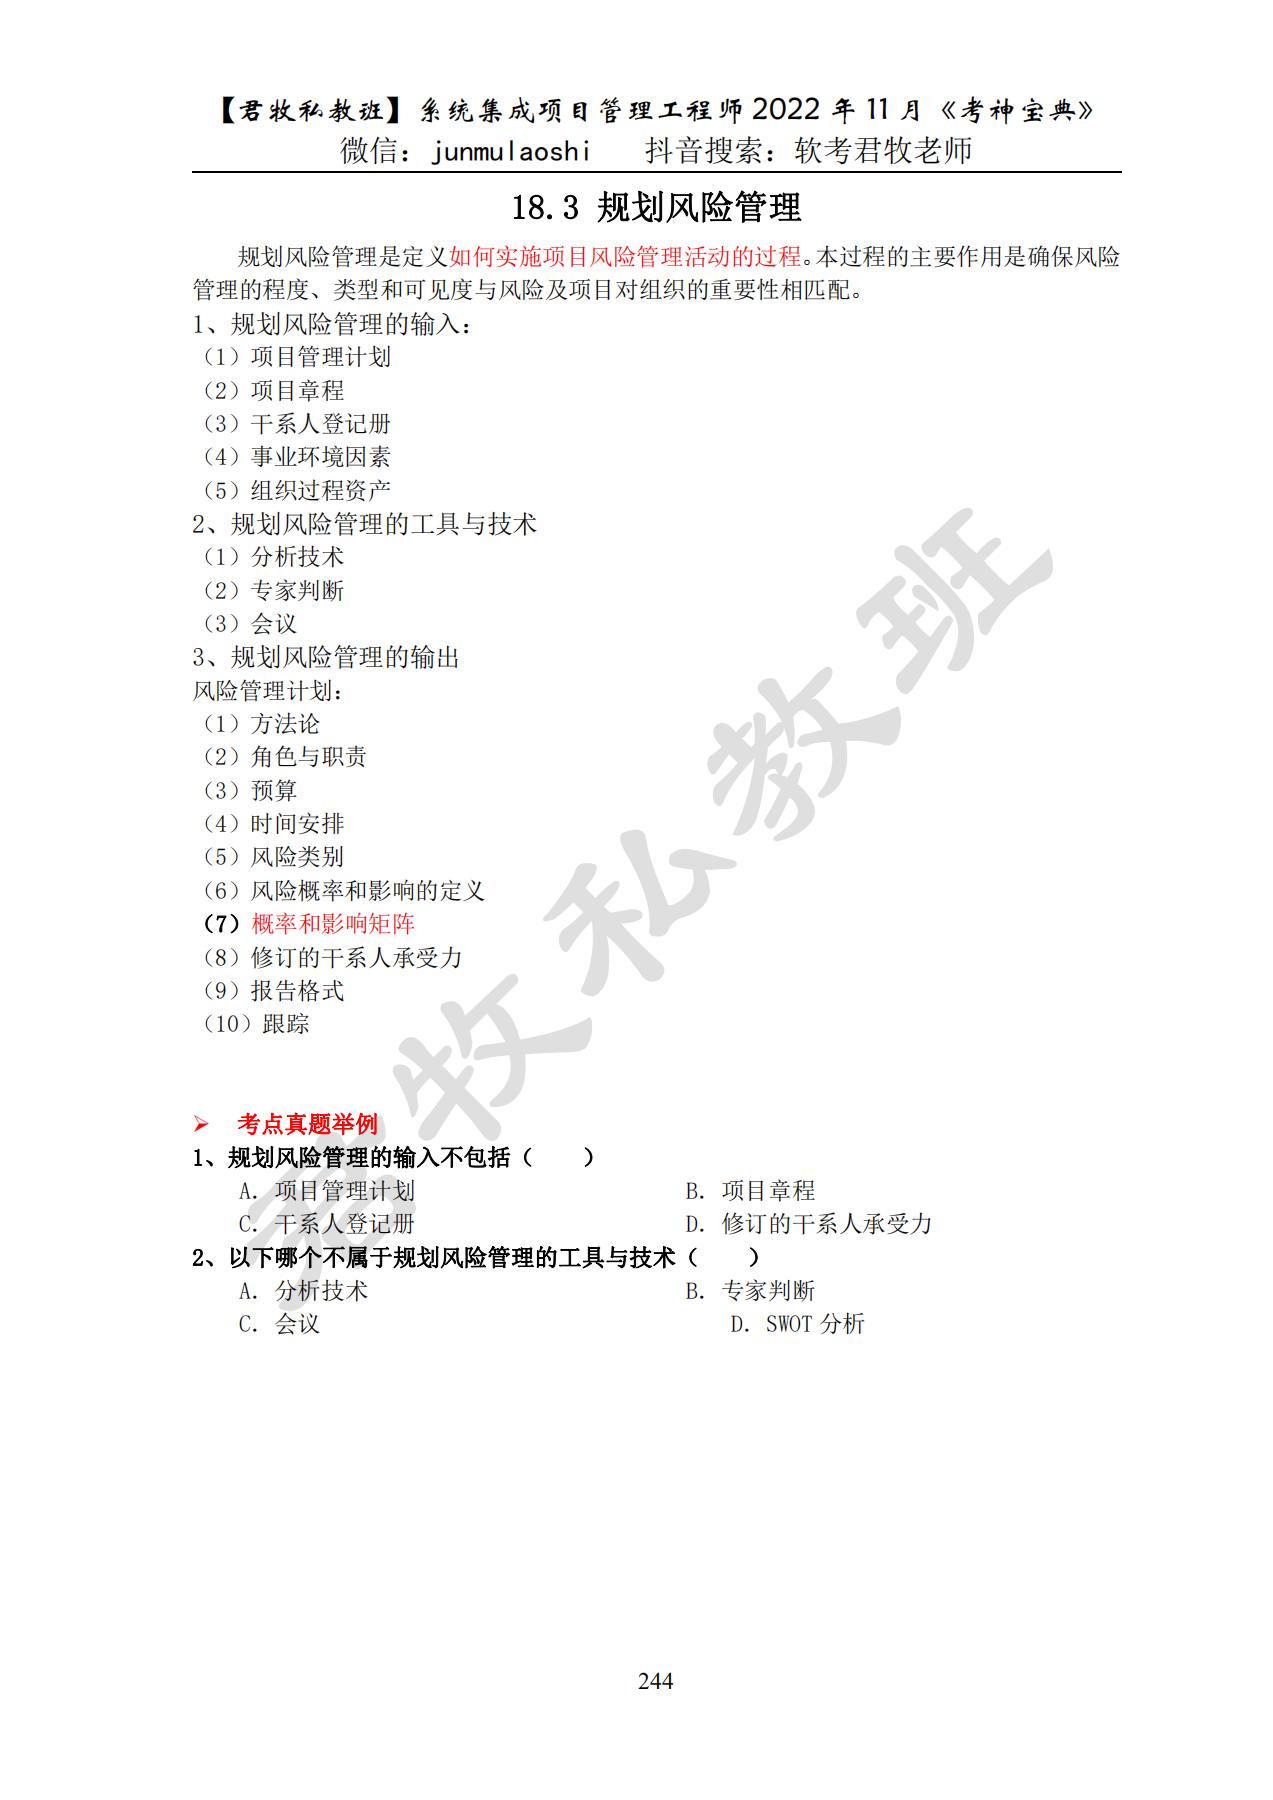 【君牧私教班】系统集成项目管理工程师2022年11月《考神宝典》
微信：junmulaoshi 抖音搜索：软考君牧老师
18.3 规划风险管理
规划风险管理是定义如何实施项目风险管理活动的过程。本过程的主要作用是确保风险
管理的程度、类型和可见度与风险及项目对组织的重要性相匹配。
1、规划风险管理的输入：
（1）项目管理计划
（2）项目章程
（3）干系人登记册
（4）事业环境因素
（5）组织过程资产
2、规划风险管理的工具与技术
（1）分析技术
（2）专家判断
（3）会议
3、规划风险管理的输出
风险管理计划：
（1）方法论
（2）角色与职责
（3）预算
（4）时间安排
（5）风险类别
（6）风险概率和影响的定义
（7）概率和影响矩阵
（8）修订的干系人承受力
（9）报告格式
（10）跟踪
➢ 考点真题举例
1、规划风险管理的输入不包括（ ）
A. 项目管理计划 B. 项目章程
C. 干系人登记册 D. 修订的干系人承受力
2、以下哪个不属于规划风险管理的工具与技术（ ）
A. 分析技术 B. 专家判断
C. 会议 D. SWOT 分析
244
君牧私教班